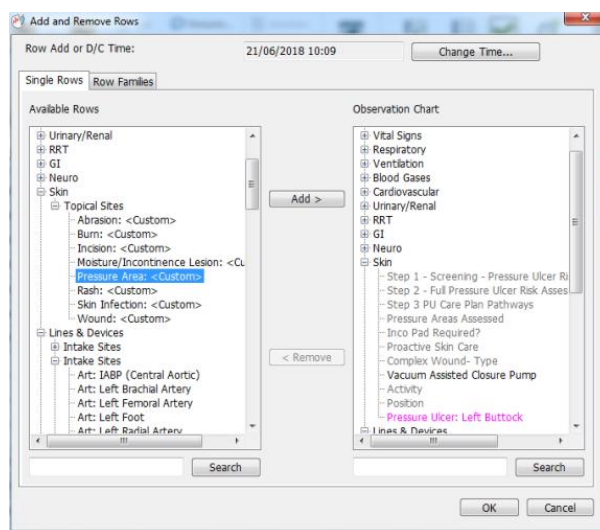 Add and Remove Rows
Row Add or D/C Time:
21/06/2018 10:09
Change Time...
Single Rows
Row Families
Available Rows
Urinary/Renal
RRT
GI
Neuro
Skin
Topical Sites
Abrasion: <Custom>
Burn: <Custom>
Incision: <Custom>
Moisture/Incontinence Lesion: <Cu
Pressure Area: <Custom>
Rash: <Custom>
Skin Infection: <Custom>
Wound: <Custom>
Lines & Devices
Intake Sites
Intake Sites
Art: IABP (Central Aortic)
Art: Left Brachial Artery
Art: Left Femoral Artery
Art: Left Foot
Art: Left Radial Artery
Search
Add >
< Remove
Observation Chart
Vital Signs
Respiratory
Ventilation
Blood Gases
Cardiovascular
Urinary/Renal
RRT
GI
Neuro
Skin
Step 1 - Screening - Pressure Ulcer Ri
Step 2 - Full Pressure Ulcer Risk Asses
Step 3 PU Care Plan Pathways
Pressure Areas Assessed
Inco Pad Required?
Proactive Skin Care
Complex Wound- Type
Vacuum Assisted Closure Pump
Activity
Position
Pressure Ulcer: Left Buttock
Lines & Devices
Search
OK
Cancel